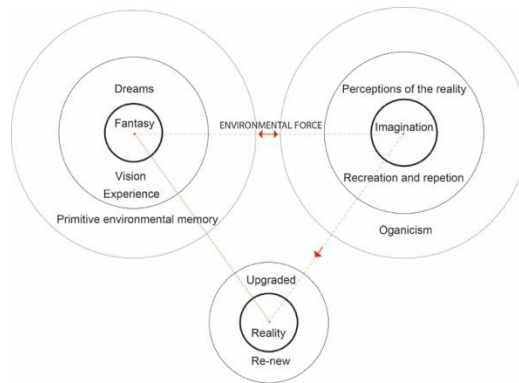 Dreams
Fantasy
Vision
Experience
Primitive environmental memory
ENVIRONMENTAL FORCE
Perceptions of the reality
Imagination
Recreation and repetion
Oganicism
Upgraded
Reality
Re-new